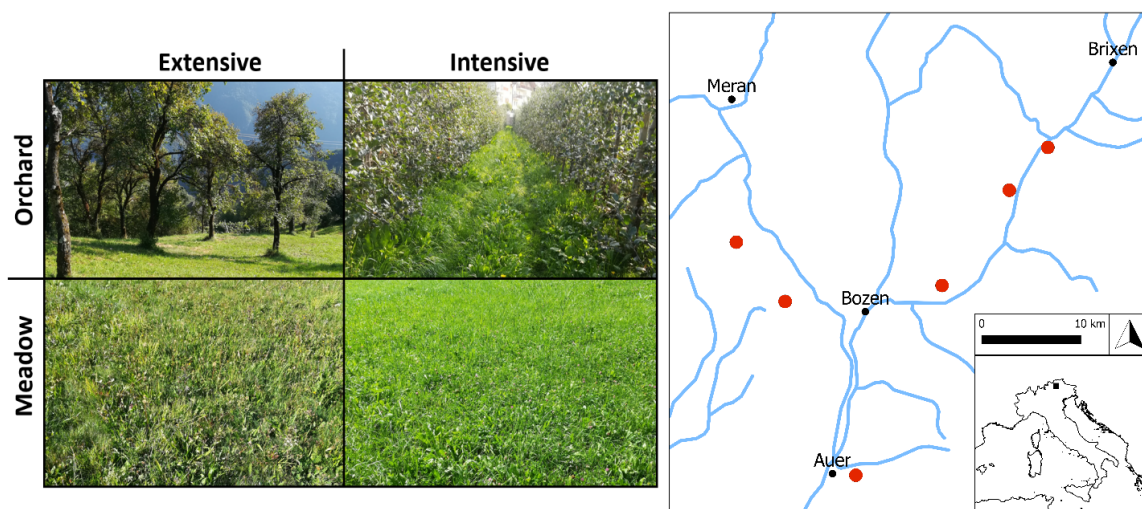 Extensive
Intensive
Orchard
Meadow
Meran
Brixen
Bozen
Auer
0
10 km